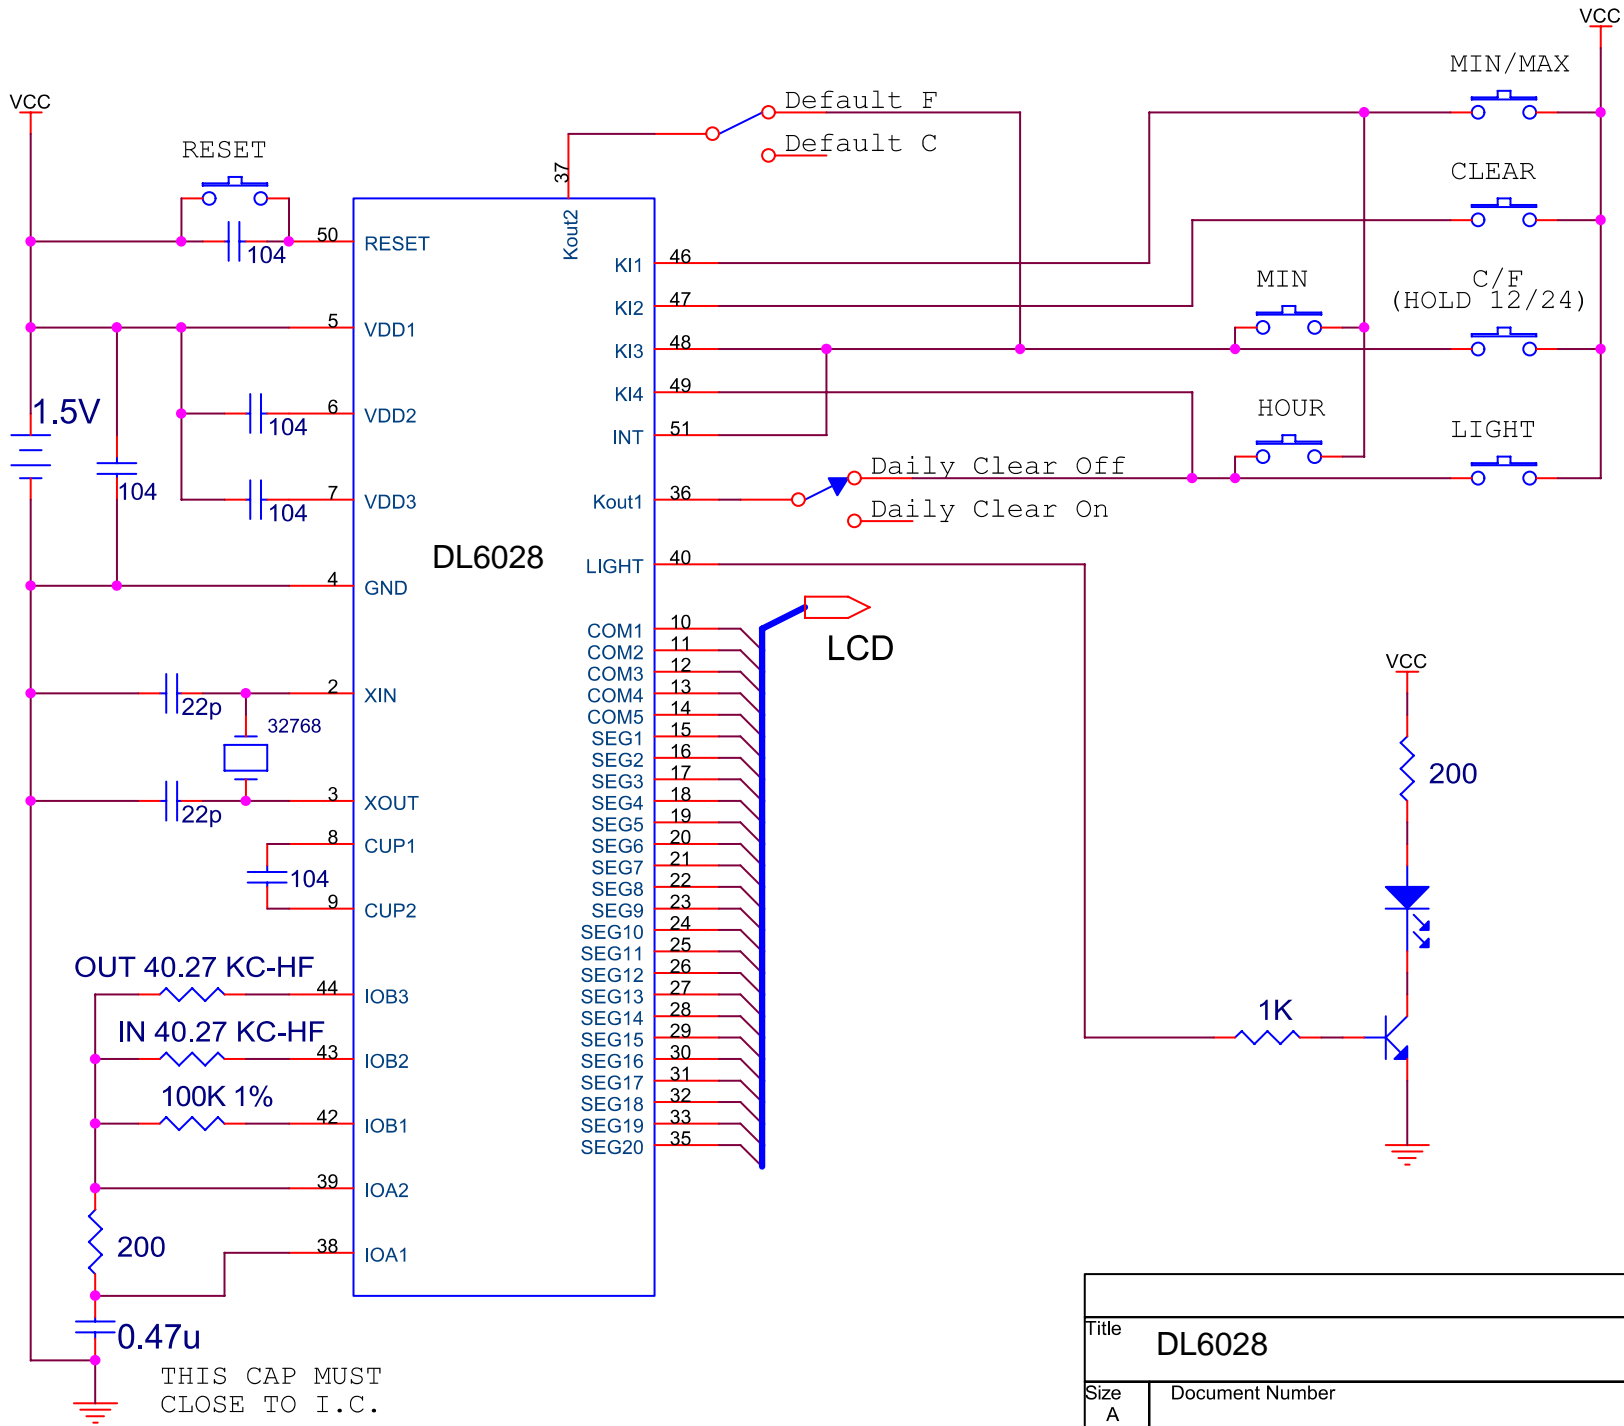 VCC
VCC
MIN/MAX
Default F
Default C
RESET
37
Kout2
CLEAR
50
RESET
104
KI1
46
KI2
47
MIN
C/F
(HOLD 12/24)
5
VDD1
KI3
48
KI4
49
1.5V
6
VDD2
104
INT
51
HOUR
LIGHT
Daily Clear Off
104
7
VDD3
104
Kout1
36
Daily Clear On
DL6028
4
GND
LIGHT
40
COM1
10
COM2
11
COM3
12
COM4
13
COM5
14
SEG1
15
SEG2
16
SEG3
17
SEG4
18
SEG5
19
SEG6
20
SEG7
21
SEG8
22
SEG9
23
SEG10
24
SEG11
25
SEG12
26
SEG13
27
SEG14
28
SEG15
29
SEG16
30
SEG17
31
SEG18
32
SEG19
33
SEG20
35
LCD
2
XIN
22p
32768
3
XOUT
22p
8
CUP1
104
9
CUP2
OUT 40.27 KC-HF
44
IOB3
IN 40.27 KC-HF
43
IOB2
100K 1%
42
IOB1
39
IOA2
200
38
IOA1
0.47u
THIS CAP MUST
CLOSE TO I.C.
VCC
200
1K
Title
DL6028
Size
A
Document Number